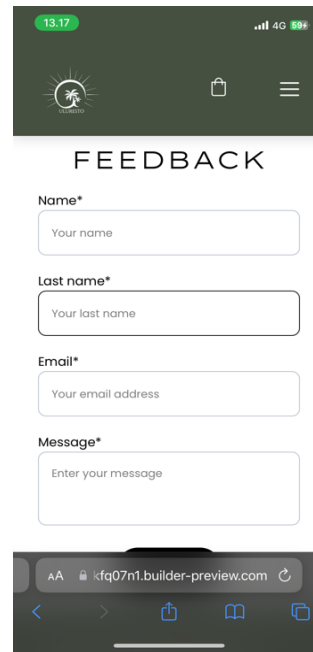 13.17
4G 59
FEEDBACK
Name*
Your name
Last name*
Your last name
Email*
Your email address
Message*
Enter your message
AA kfq07n1.builder-preview.com